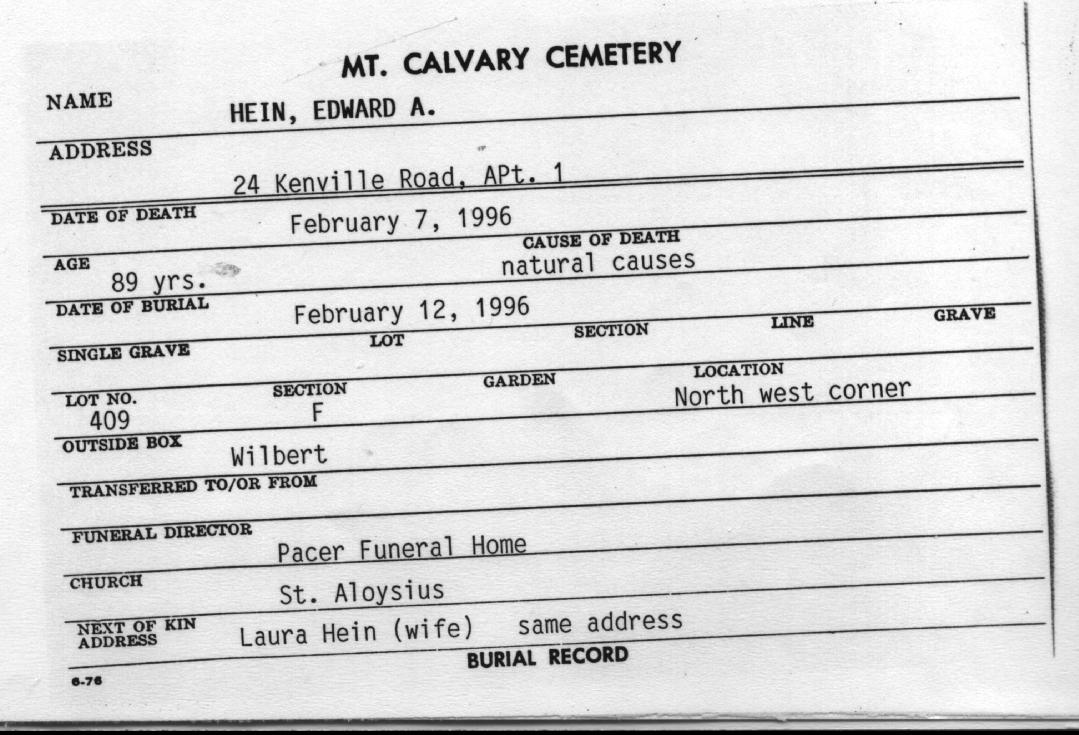 MT. CALVARY CEMETERY
NAME
HEIN, EDWARD A.
ADDRESS
24 Kenville Road, APt. 1
DATE OF DEATH February 7, 1996
CAUSE OF DEATH
AGE
89 yrs. natural causes
DATE OF BURIAL February 12, 1996
SINGLE GRAVE LOT SECTION LINE GRAVE
LOT NO. SECTION GARDEN LOCATION
409 F North west corner
OUTSIDE BOX
Wilbert
TRANSFERRED TO/OR FROM
FUNERAL DIRECTOR
Pacer Funeral Home
CHURCH
St. Aloysius
NEXT OF KIN
ADDRESS Laura Hein (wife) same address
BURIAL RECORD
6-76